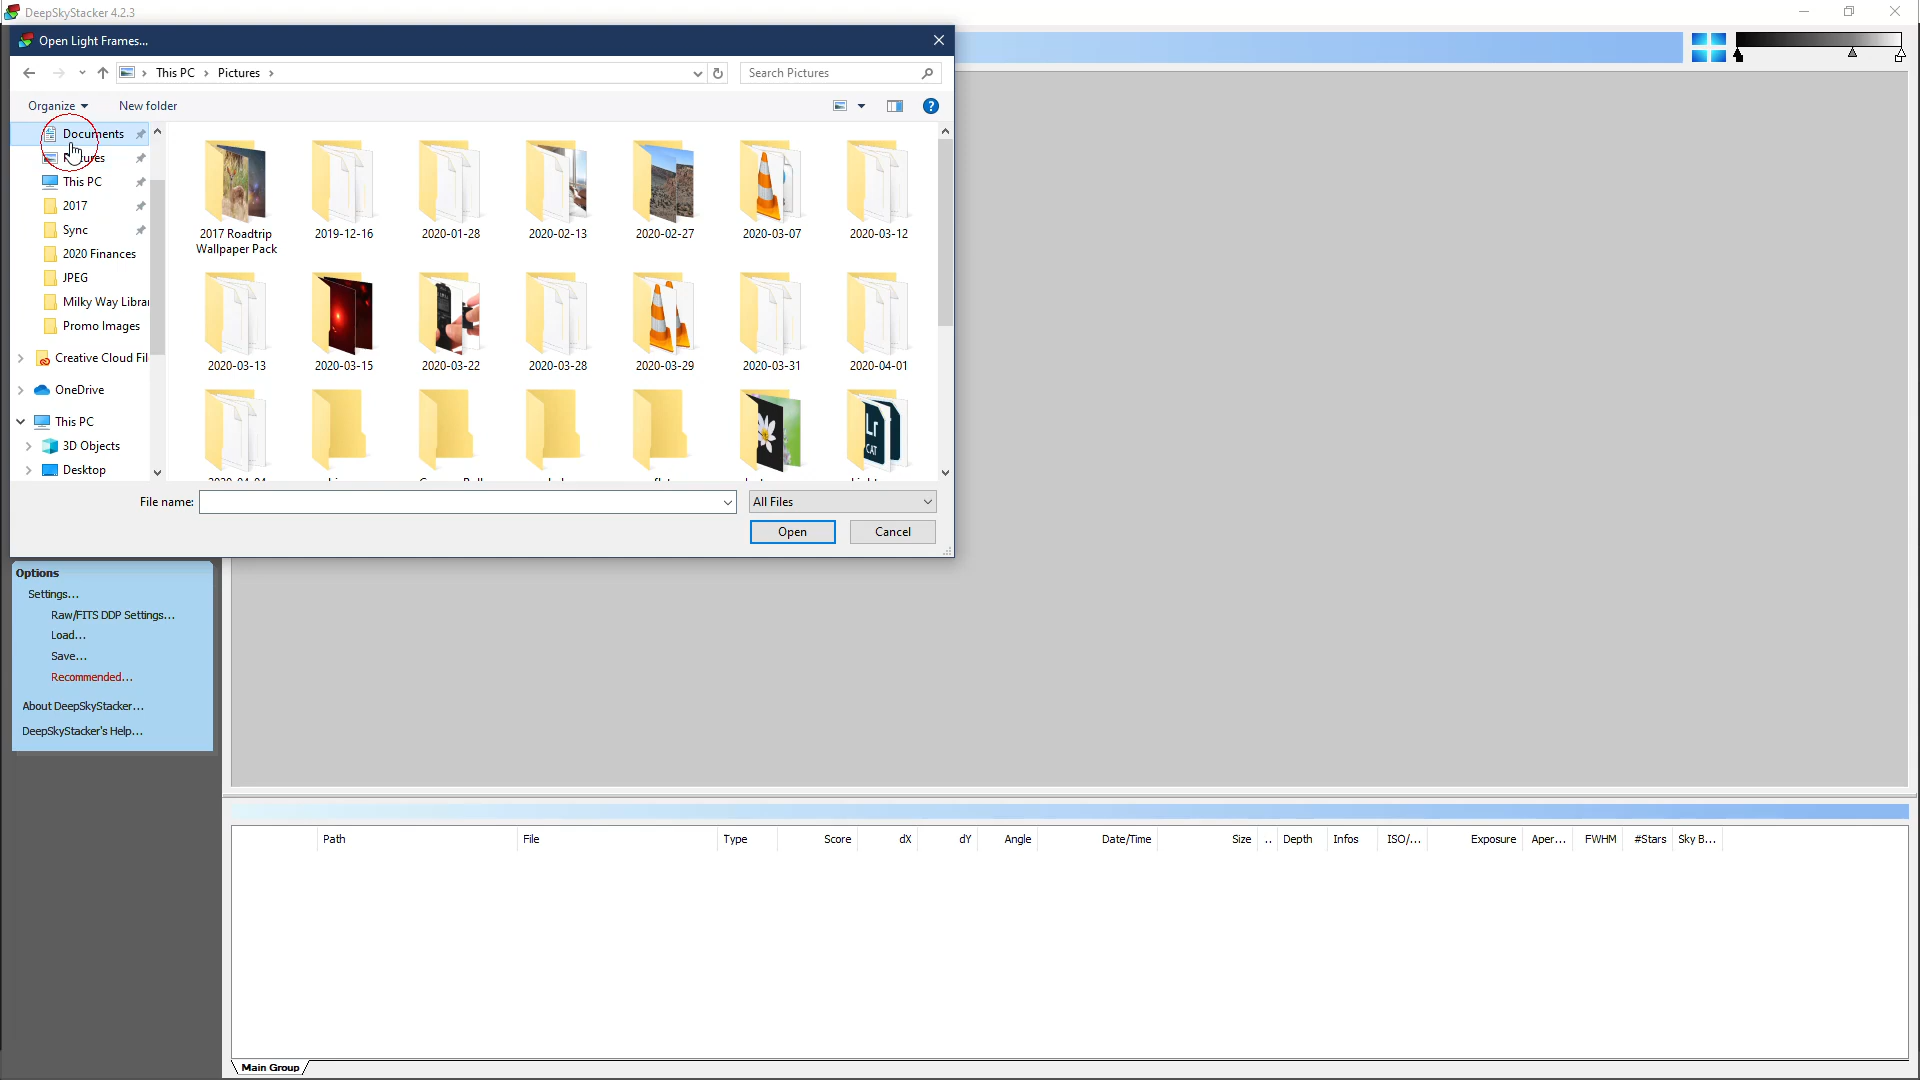 DeepSkyStacker 4.2.3
Open Light Frames...
This PC
Pictures
Search Pictures
Organize
New folder
Documents
This PC
2017
Sync
2020 Finances
JPEG
Milky Way Librar
Promo Images
Creative Cloud Fil
OneDrive
This PC
3D Objects
Desktop
2017 Roadtrip
Wallpaper Pack
2019-12-16
2020-01-28
2020-02-13
2020-02-27
2020-03-07
2020-03-12
2020-03-13
2020-03-15
2020-03-22
2020-03-28
2020-03-29
2020-03-31
2020-04-01
Lr
CAT
File name:
All Files
Open
Cancel
Options
Settings...
Raw/FITS DDP Settings...
Load...
Save...
Recommended...
About DeepSkyStacker...
DeepSkyStacker's Help...
Path
File
Type
Score
dX
dY
Angle
Date/Time
Size
..
Depth
Infos
ISO/...
Exposure
Aper...
FWHM
#Stars
Sky B...
Main Group